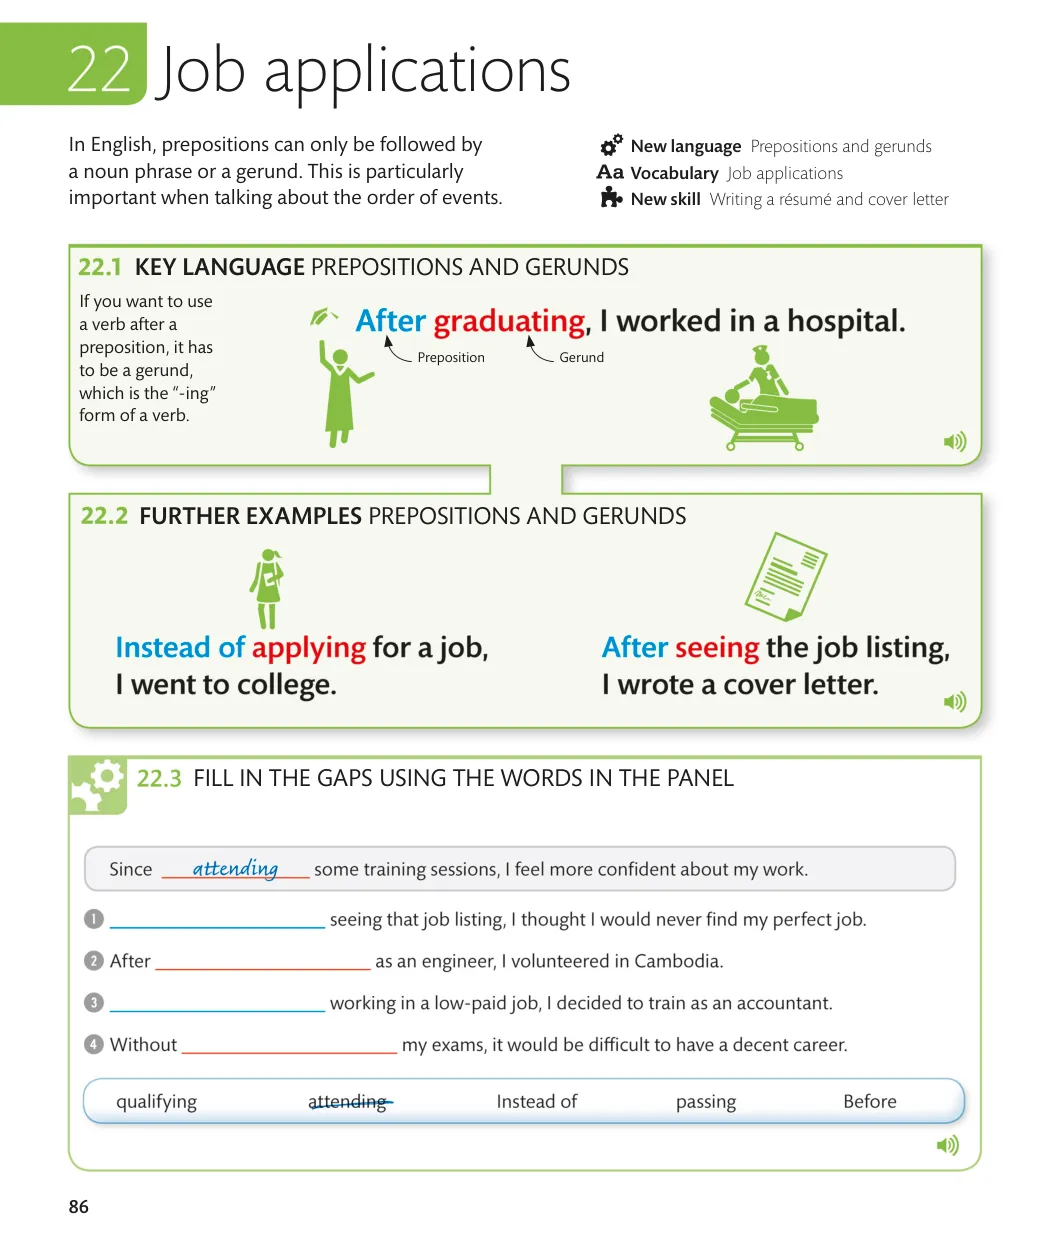 22 Job applications
In English, prepositions can only be followed by
a noun phrase or a gerund. This is particularly
important when talking about the order of events.
New language Prepositions and gerunds
Aa Vocabulary Job applications
New skill Writing a résumé and cover letter
22.1 KEY LANGUAGE PREPOSITIONS AND GERUNDS
If you want to use
a verb after a
preposition, it has
to be a gerund,
which is the “-ing”
form of a verb.
After graduating, I worked in a hospital.
Preposition
Gerund
22.2 FURTHER EXAMPLES PREPOSITIONS AND GERUNDS
Instead of applying for a job,
I went to college.
After seeing the job listing,
I wrote a cover letter.
22.3 FILL IN THE GAPS USING THE WORDS IN THE PANEL
Since attending some training sessions, I feel more confident about my work.
1 seeing that job listing, I thought I would never find my perfect job.
2 After as an engineer, I volunteered in Cambodia.
3 working in a low-paid job, I decided to train as an accountant.
4 Without my exams, it would be difficult to have a decent career.
qualifying attending Instead of passing Before
86